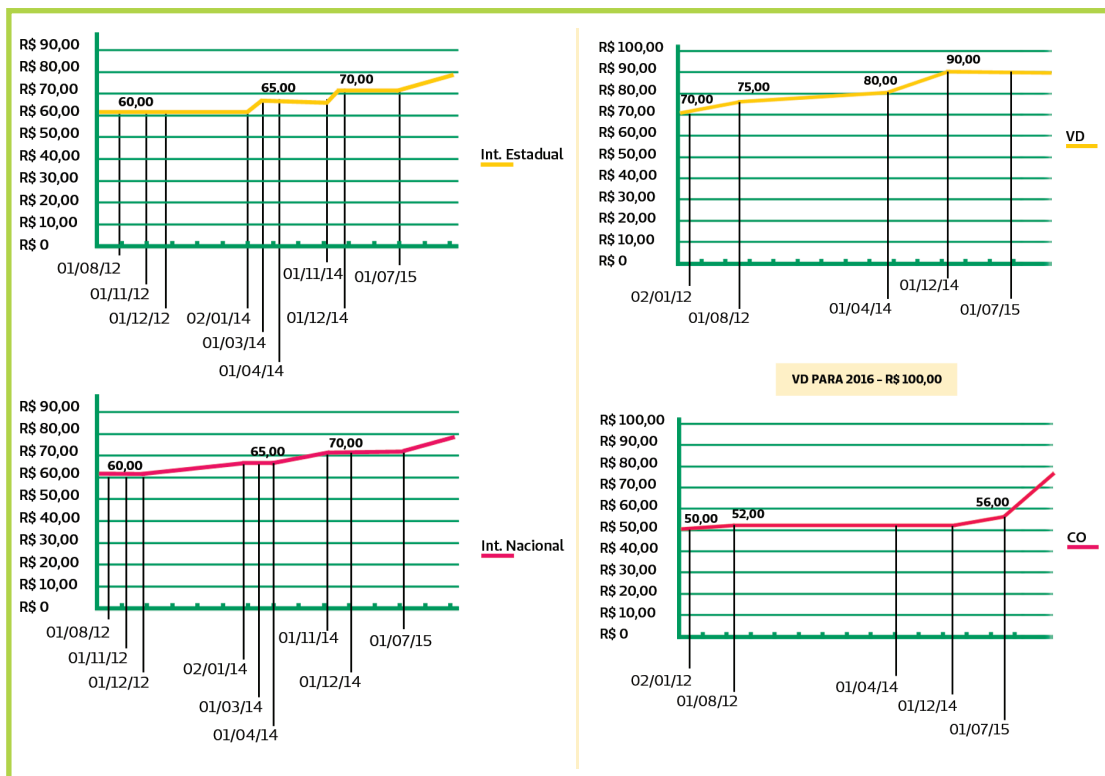 R$ 90,00
R$ 80,00
R$ 70,00
R$ 60,00
R$ 50,00
R$ 40,00
R$ 30,00
R$ 20,00
R$ 10,00
R$ 0
60,00
65,00
70,00
Int. Estadual
01/08/12
01/11/12
01/12/12
02/01/14
01/03/14
01/04/14
01/11/14
01/12/14
01/07/15
R$ 100,00
R$ 90,00
R$ 80,00
R$ 70,00
R$ 60,00
R$ 50,00
R$ 40,00
R$ 30,00
R$ 20,00
R$ 10,00
R$ 0
70,00
75,00
80,00
90,00
VD
02/01/12
01/08/12
01/04/14
01/12/14
01/07/15
VD PARA 2016 – R$ 100,00
R$ 90,00
R$ 80,00
R$ 70,00
R$ 60,00
R$ 50,00
R$ 40,00
R$ 30,00
R$ 20,00
R$ 10,00
R$ 0
60,00
65,00
70,00
Int. Nacional
01/08/12
01/11/12
01/12/12
02/01/14
01/03/14
01/04/14
01/11/14
01/12/14
01/07/15
R$ 100,00
R$ 90,00
R$ 80,00
R$ 70,00
R$ 60,00
R$ 50,00
R$ 40,00
R$ 30,00
R$ 20,00
R$ 10,00
R$ 0
50,00
52,00
56,00
CO
02/01/12
01/08/12
01/04/14
01/12/14
01/07/15